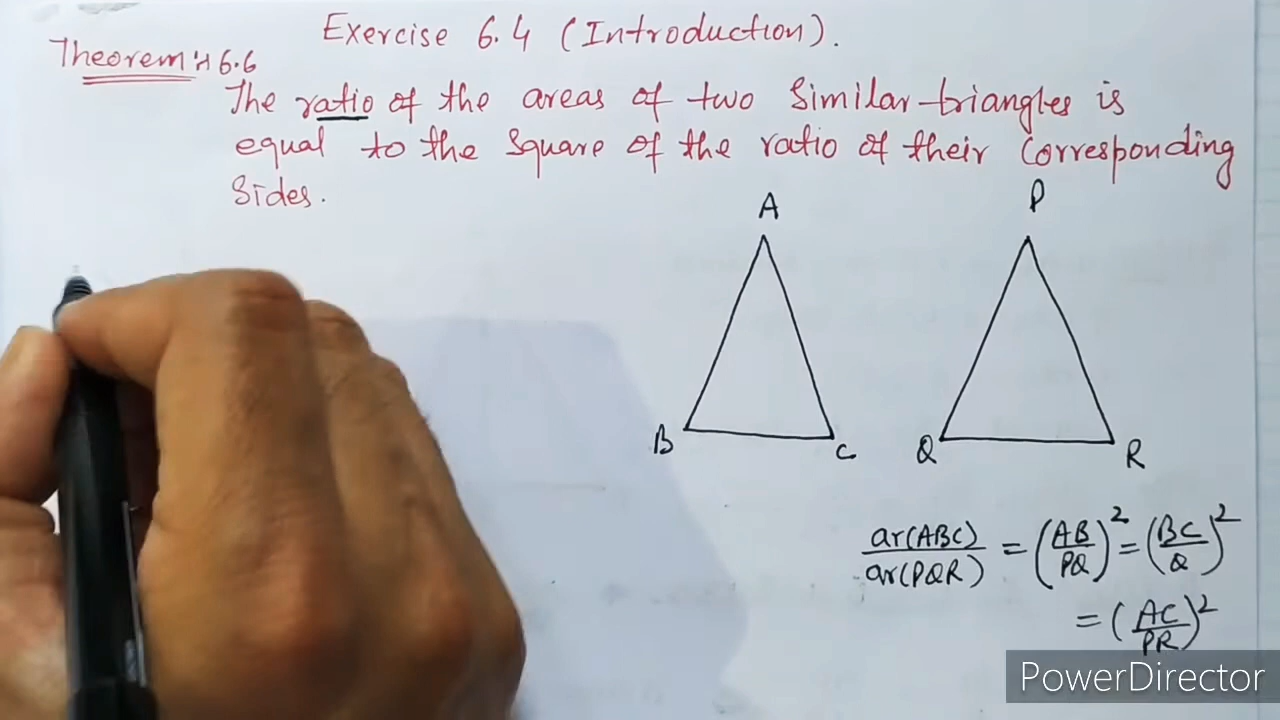 Exercise 6.4 (Introduction).
Theorem:- 6.6
The ratio of the areas of two similar triangles is
equal to the square of the ratio of their corresponding
sides.
A
P
B
C
Q
R
ar(ABC)/ar(PQR) = (AB/PQ)² = (BC/Q)²
= (AC/PR)²
PowerDirector